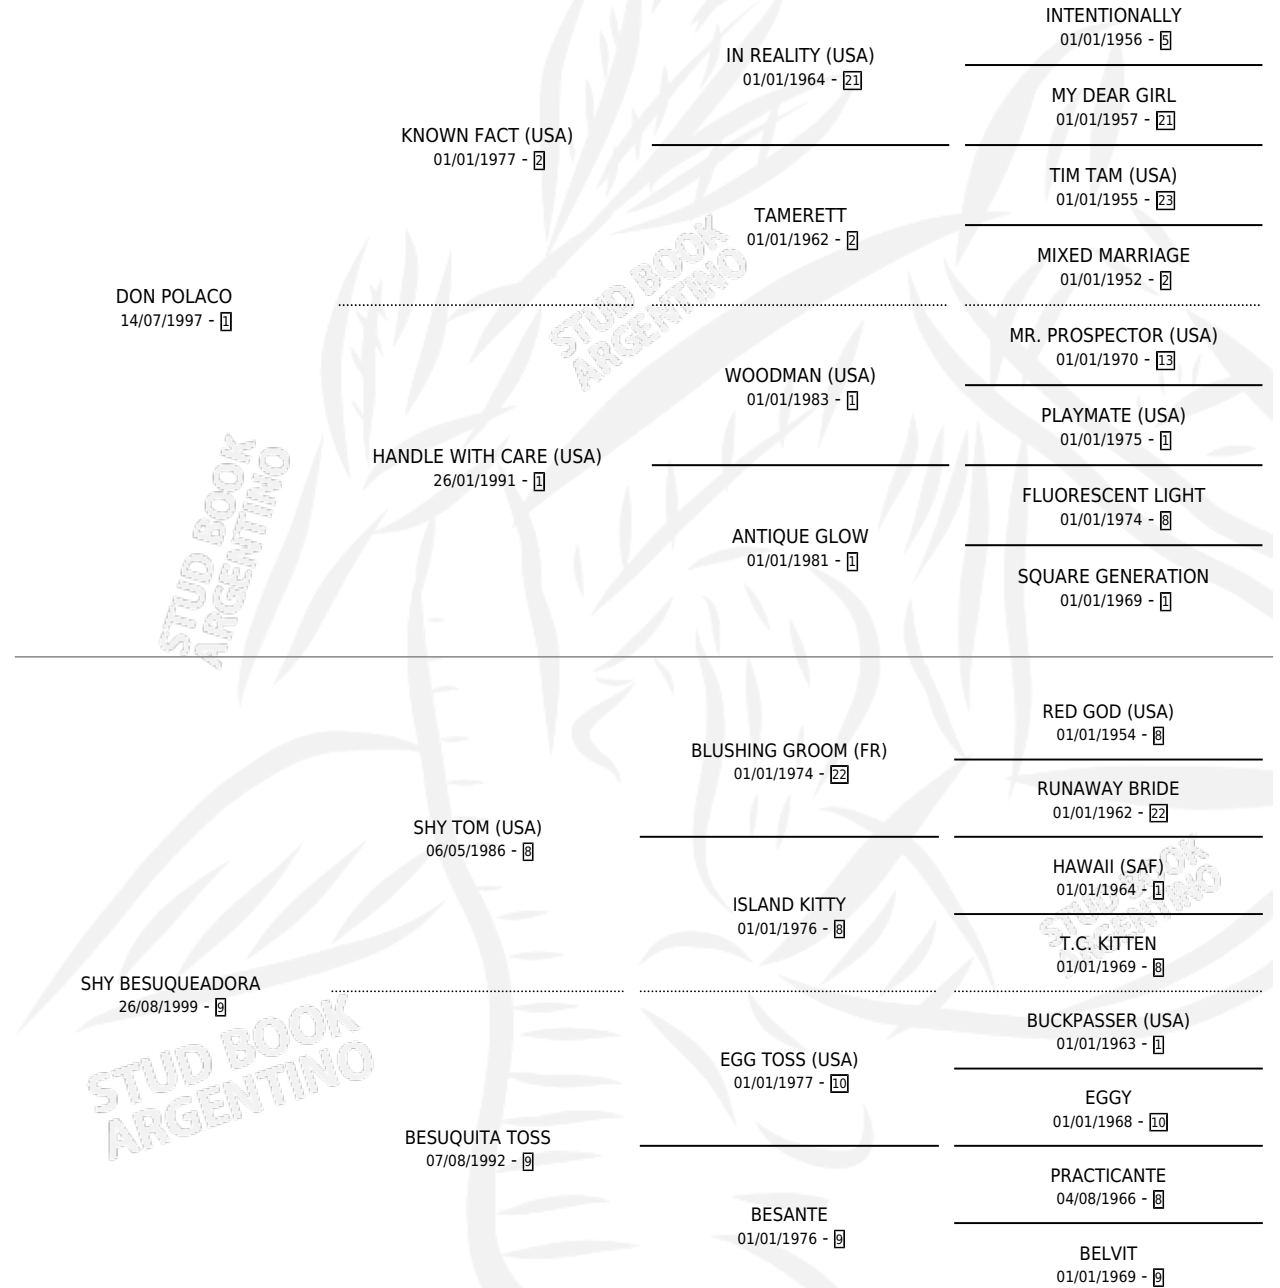 INTENTIONALLY
01/01/1956 - 5
IN REALITY (USA)
01/01/1964 - 21
MY DEAR GIRL
01/01/1957 - 21
KNOWN FACT (USA)
01/01/1977 - 2
TIM TAM (USA)
01/01/1955 - 23
TAMERETT
01/01/1962 - 2
MIXED MARRIAGE
01/01/1952 - 2
DON POLACO
14/07/1997 - 1
STUD BOOK
ARGENTINO
MR. PROSPECTOR (USA)
01/01/1970 - 13
WOODMAN (USA)
01/01/1983 - 1
PLAYMATE (USA)
01/01/1975 - 1
HANDLE WITH CARE (USA)
26/01/1991 - 1
FLUORESCENT LIGHT
01/01/1974 - 8
ANTIQUE GLOW
01/01/1981 - 1
SQUARE GENERATION
01/01/1969 - 1
STUD BOOK
ARGENTINO
RED GOD (USA)
01/01/1954 - 8
BLUSHING GROOM (FR)
01/01/1974 - 22
RUNAWAY BRIDE
01/01/1962 - 22
SHY TOM (USA)
06/05/1986 - 8
HAWAII (SAF)
01/01/1964 - 1
ISLAND KITTY
01/01/1976 - 8
T.C. KITTEN
01/01/1969 - 8
STUD BOOK
ARGENTINO
SHY BESUQUEADORA
26/08/1999 - 9
BUCKPASSER (USA)
01/01/1963 - 1
EGG TOSS (USA)
01/01/1977 - 10
EGGY
01/01/1968 - 10
STUD BOOK
ARGENTINO
BESUQUITA TOSS
07/08/1992 - 9
PRACTICANTE
04/08/1966 - 8
BESANTE
01/01/1976 - 9
BELVIT
01/01/1969 - 9